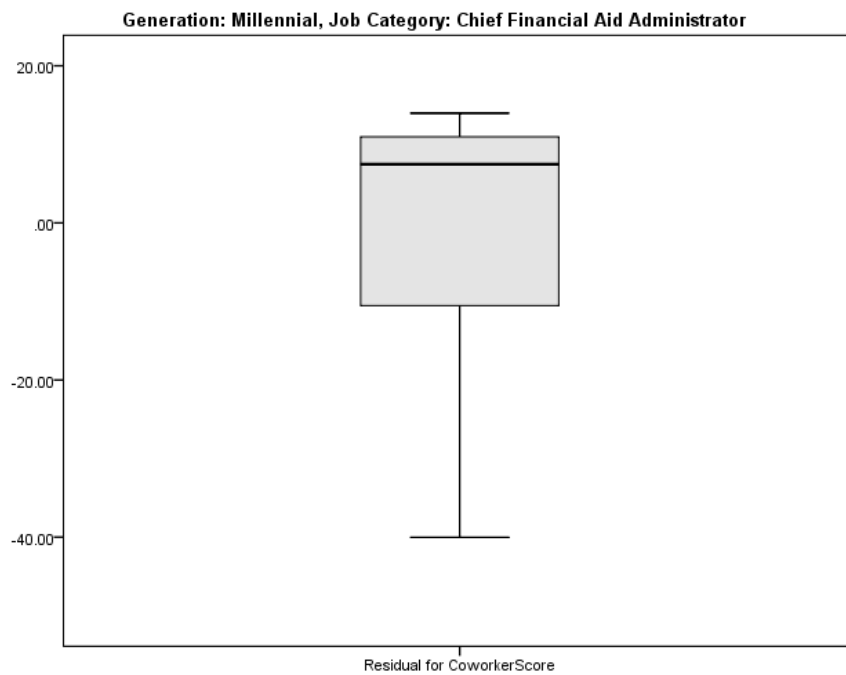 Generation: Millennial, Job Category: Chief Financial Aid Administrator
20.00
.00
-20.00
-40.00
Residual for CoworkerScore